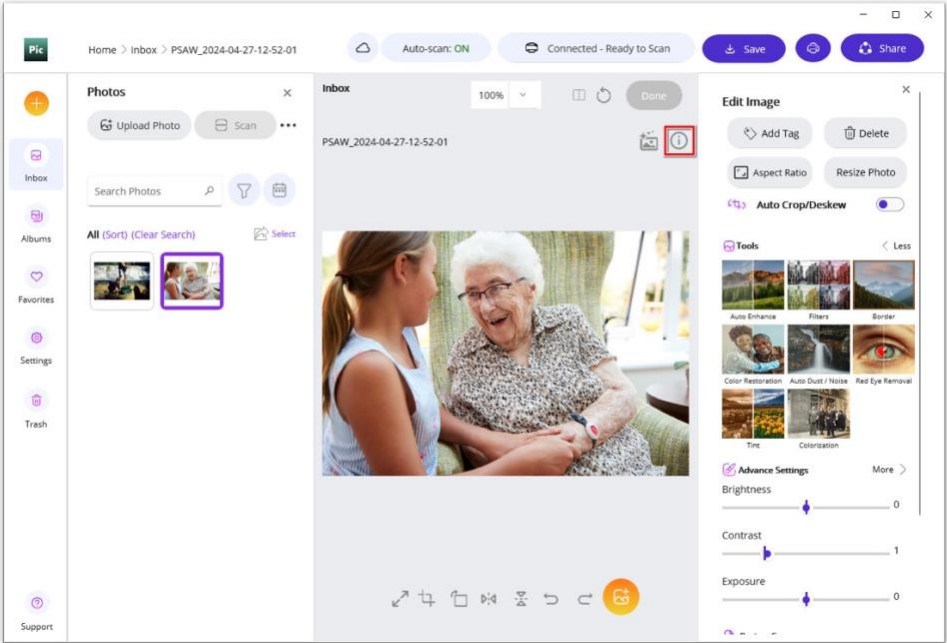 Pic
Home > Inbox > PSAW_2024-04-27-12-52-01
Auto-scan: ON
Connected - Ready to Scan
Save
Share
Inbox
Albums
Favorites
Settings
Trash
Support
Photos
Upload Photo
Scan
Search Photos
All (Sort) (Clear Search)
Select
Inbox
100%
Done
PSAW_2024-04-27-12-52-01
Edit Image
Add Tag
Delete
Aspect Ratio
Resize Photo
Auto Crop/Deskew
Tools
Less
Auto Enhance
Filters
Border
Color Restoration
Auto Dust / Noise
Red Eye Removal
Tint
Colorization
Advance Settings
More
Brightness
0
Contrast
1
Exposure
0